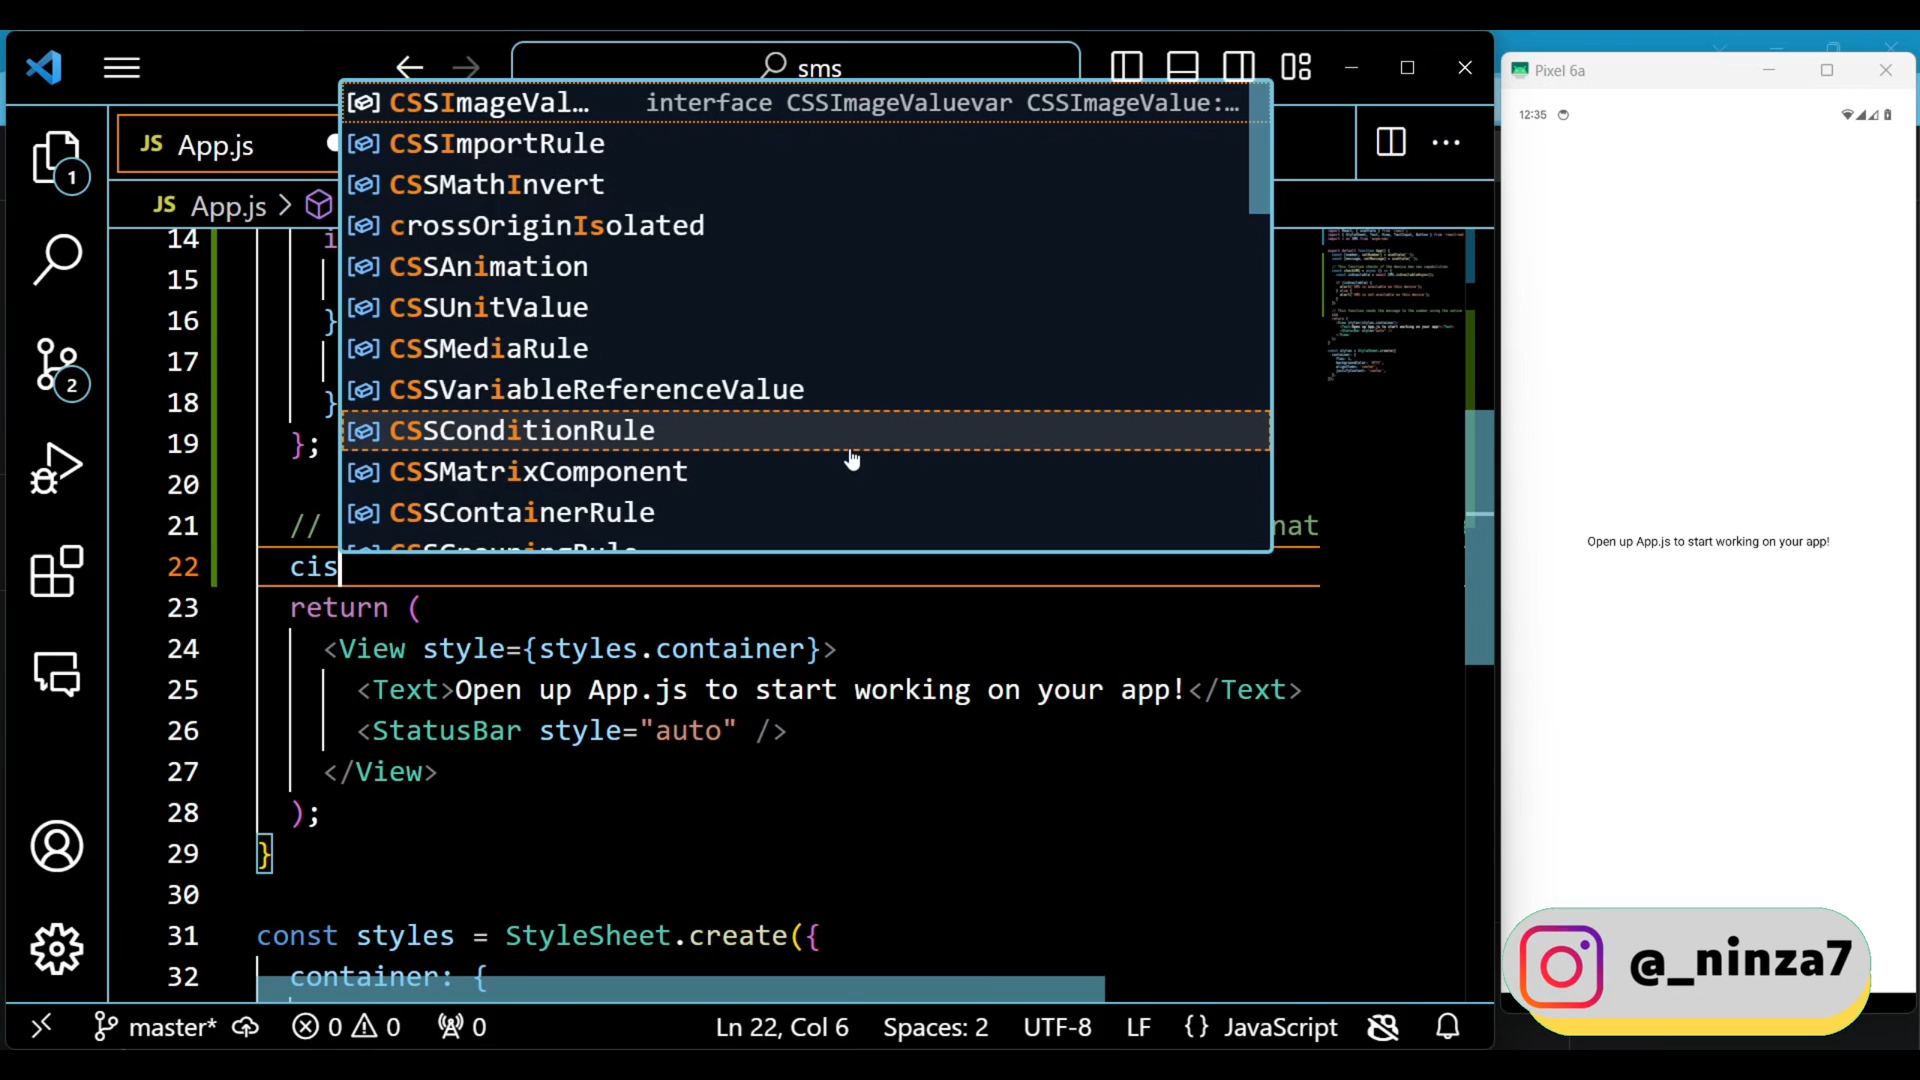 sms
Pixel 6a
12:35
JS App.js
JS App.js >
CSSImageVal… interface CSSImageValuevar CSSImageValue:…
CSSImportRule
CSSMathInvert
crossOriginIsolated
CSSAnimation
CSSUnitValue
CSSMediaRule
CSSVariableReferenceValue
CSSConditionRule
CSSMatrixComponent
CSSContainerRule
CSSGroupingRule
14 i
15
16 }
17
18 }
19 };
20
21 // nat
22 cis
23 return (
24 <View style={styles.container}>
25 <Text>Open up App.js to start working on your app!</Text>
26 <StatusBar style="auto" />
27 </View>
28 );
29 }
30
31 const styles = StyleSheet.create({
32 container: {
1
2
master* 0 0 0 Ln 22, Col 6 Spaces: 2 UTF-8 LF {} JavaScript
Open up App.js to start working on your app!
@_ninza7